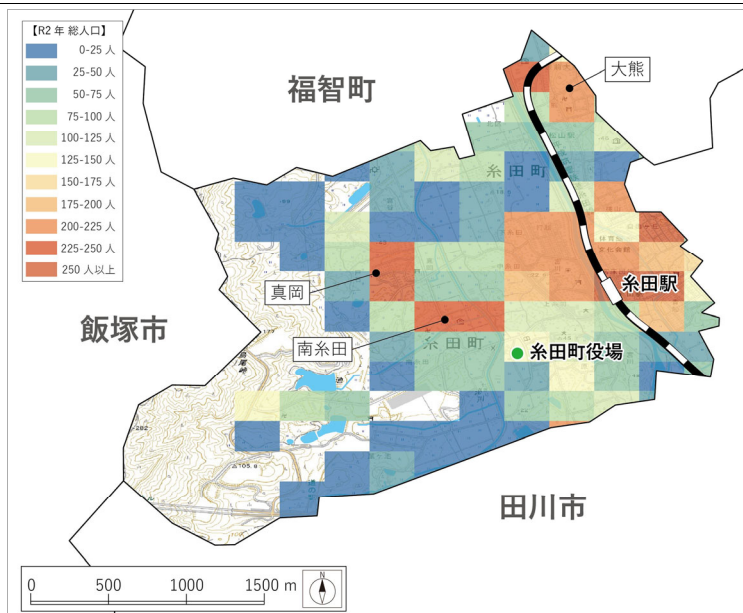 【R2 年 総人口】
0-25 人
25-50 人
50-75 人
75-100 人
100-125 人
125-150 人
150-175 人
175-200 人
200-225 人
225-250 人
250 人以上
福智町
大熊
糸田町
真岡
糸田駅
南糸田
飯塚市
糸田町
糸田町役場
田川市
0 500 1000 1500 m
N